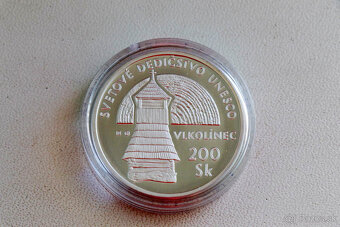 SVETOVÉ DEDIČSTVO UNESCO
VLKOLÍNEC
200
Sk